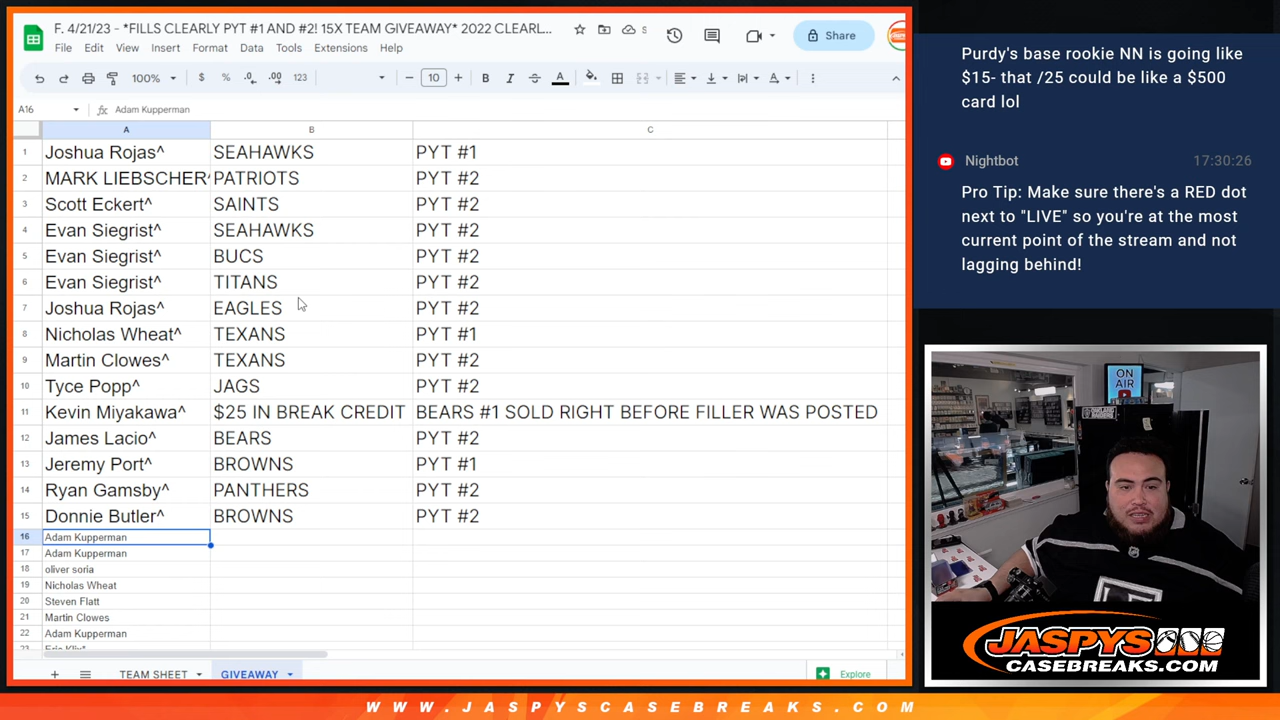 F. 4/21/23 - *FILLS CLEARLY PYT #1 AND #2! 15X TEAM GIVEAWAY* 2022 CLEARL...
File Edit View Insert Format Data Tools Extensions Help
Share
100% $ % .0 .00 123 10 B I A
A16 fx Adam Kupperman
A B C
1 Joshua Rojas^ SEAHAWKS PYT #1
2 MARK LIEBSCHER^ PATRIOTS PYT #2
3 Scott Eckert^ SAINTS PYT #2
4 Evan Siegrist^ SEAHAWKS PYT #2
5 Evan Siegrist^ BUCS PYT #2
6 Evan Siegrist^ TITANS PYT #2
7 Joshua Rojas^ EAGLES PYT #2
8 Nicholas Wheat^ TEXANS PYT #1
9 Martin Clowes^ TEXANS PYT #2
10 Tyce Popp^ JAGS PYT #2
11 Kevin Miyakawa^ $25 IN BREAK CREDIT BEARS #1 SOLD RIGHT BEFORE FILLER WAS POSTED
12 James Lacio^ BEARS PYT #2
13 Jeremy Port^ BROWNS PYT #1
14 Ryan Gamsby^ PANTHERS PYT #2
15 Donnie Butler^ BROWNS PYT #2
16 Adam Kupperman
17 Adam Kupperman
18 oliver soria
19 Nicholas Wheat
20 Steven Flatt
21 Martin Clowes
22 Adam Kupperman
TEAM SHEET GIVEAWAY Explore
Purdy's base rookie NN is going like
$15- that /25 could be like a $500
card lol
Nightbot 17:30:26
Pro Tip: Make sure there's a RED dot
next to "LIVE" so you're at the most
current point of the stream and not
lagging behind!
ON
AIR
JASPYS
CASEBREAKS.COM
WWW.JASPYSCASEBREAKS.COM